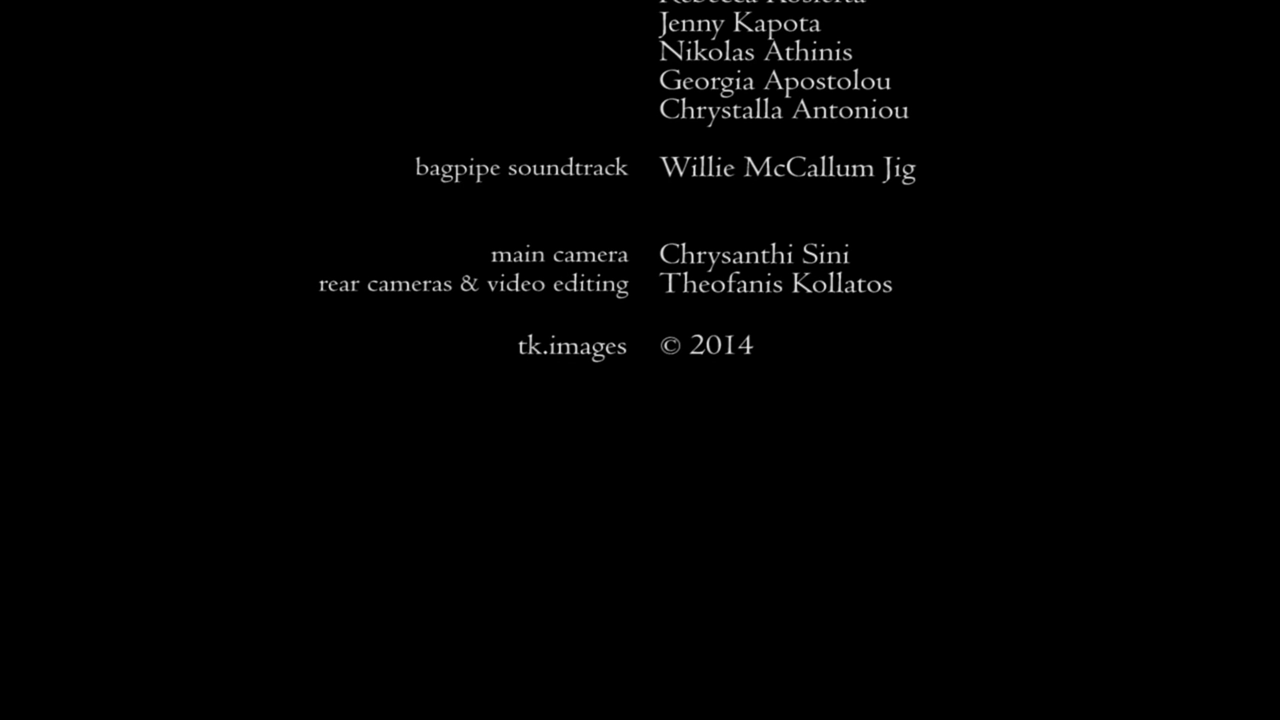 Jenny Kapota
Nikolas Athinis
Georgia Apostolou
Chrystalla Antoniou
bagpipe soundtrack Willie McCallum Jig
main camera Chrysanthi Sini
rear cameras & video editing Theofanis Kollatos
tk.images © 2014